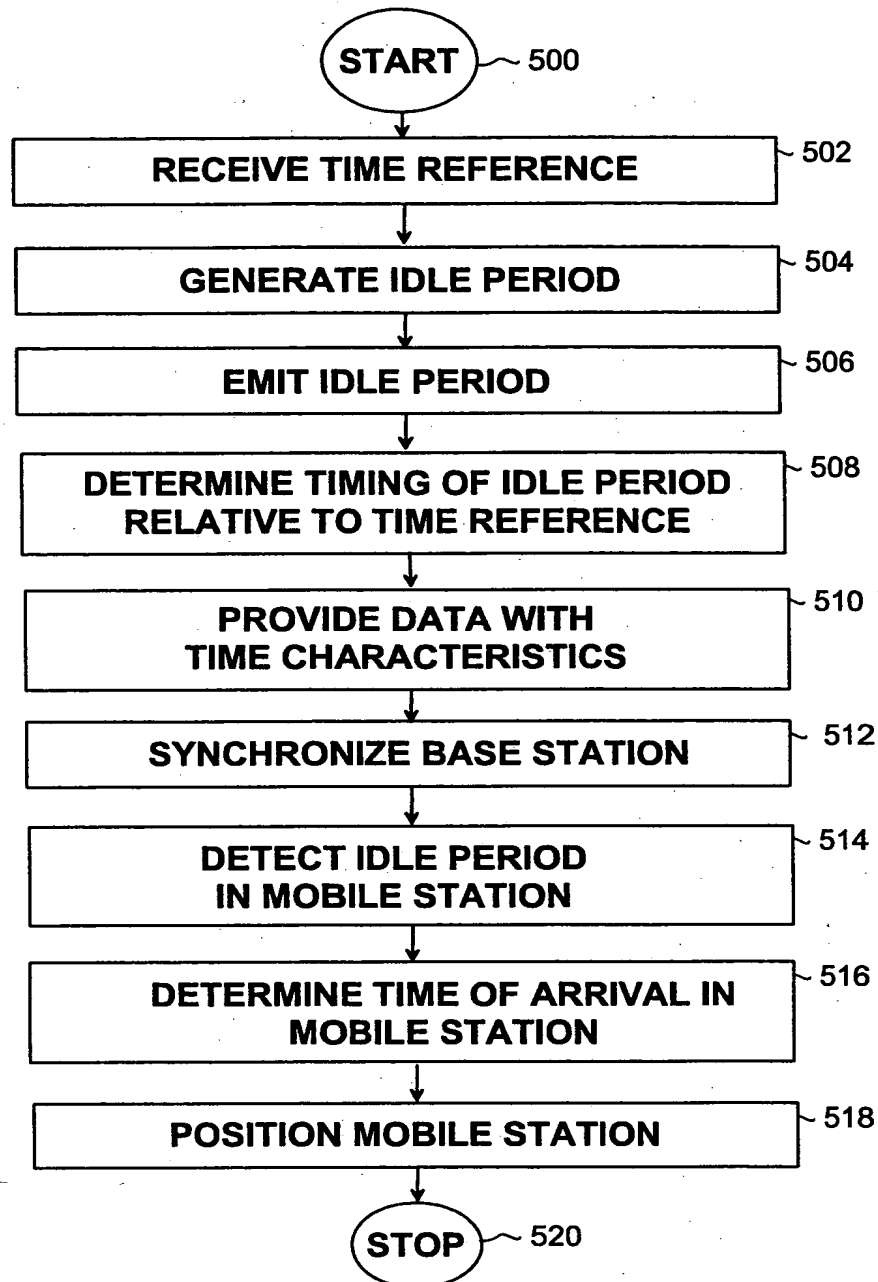 START
500
RECEIVE TIME REFERENCE
502
GENERATE IDLE PERIOD
504
EMIT IDLE PERIOD
506
DETERMINE TIMING OF IDLE PERIOD
RELATIVE TO TIME REFERENCE
508
PROVIDE DATA WITH
TIME CHARACTERISTICS
510
SYNCHRONIZE BASE STATION
512
DETECT IDLE PERIOD
IN MOBILE STATION
514
DETERMINE TIME OF ARRIVAL IN
MOBILE STATION
516
POSITION MOBILE STATION
518
STOP
520